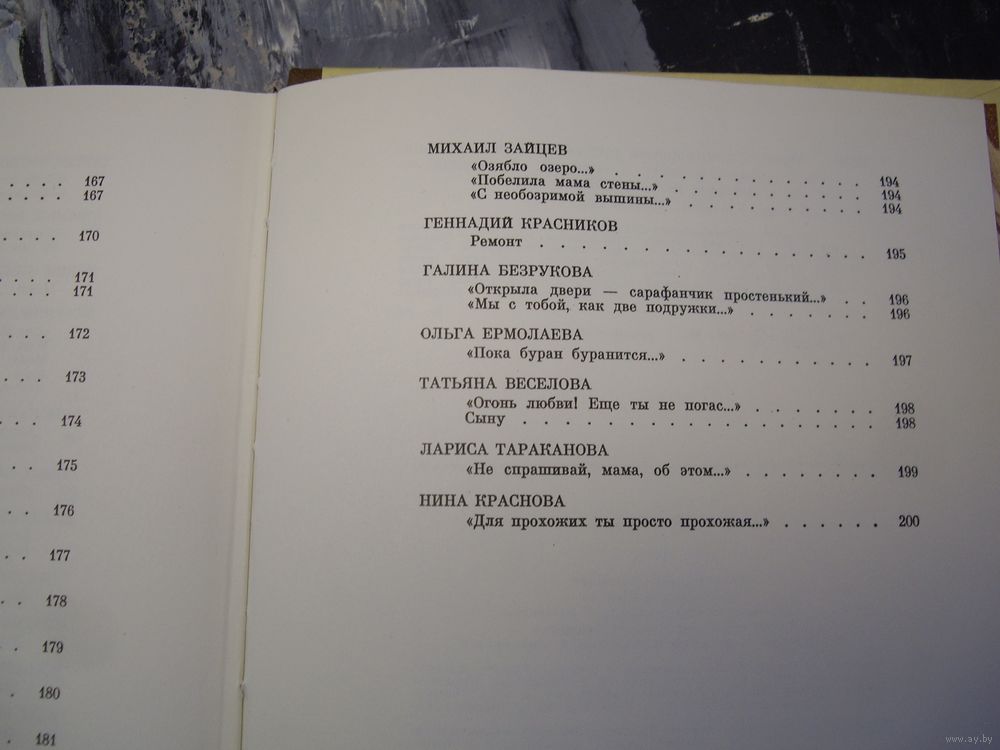 . . . . 167
. . . . 167
. . . . 170
. . . . 171
. . . . 171
. . . 172
. . . 173
. . . 174
. . . 175
. . 176
. . 177
. . 178
. . 179
. 180
. 181
МИХАИЛ ЗАЙЦЕВ
«Озябло озеро...» . . . . . . . . . . . . . 194
«Побелила мама стены...» . . . . . . . . . . 194
«С необозримой вышины...» . . . . . . . . . 194
ГЕННАДИЙ КРАСНИКОВ
Ремонт . . . . . . . . . . . . . . . 195
ГАЛИНА БЕЗРУКОВА
«Открыла двери — сарафанчик простенький...» . . 196
«Мы с тобой, как две подружки...» . . . . . . . 196
ОЛЬГА ЕРМОЛАЕВА
«Пока буран буранится...» . . . . . . . . . 197
ТАТЬЯНА ВЕСЕЛОВА
«Огонь любви! Еще ты не погас...» . . . . . . . 198
Сыну . . . . . . . . . . . . . . . . 198
ЛАРИСА ТАРАКАНОВА
«Не спрашивай, мама, об этом...» . . . . . . . 199
НИНА КРАСНОВА
«Для прохожих ты просто прохожая...» . . . . . . 200
www.ay.by